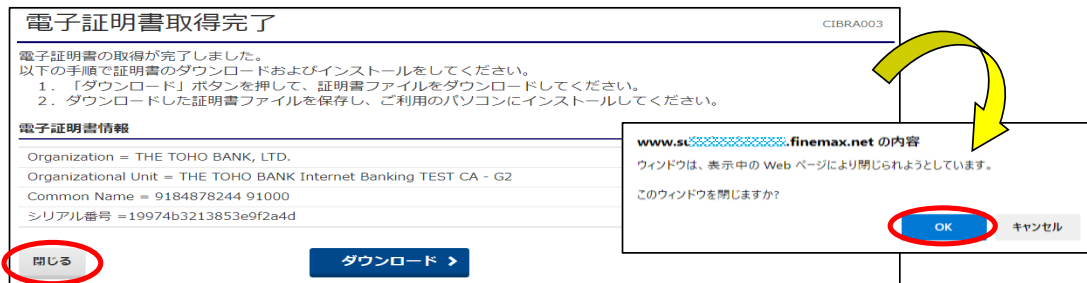 電子証明書取得完了
CIBRA003
電子証明書の取得が完了しました。
以下の手順で証明書のダウンロードおよびインストールをしてください。
1. 「ダウンロード」ボタンを押して、証明書ファイルをダウンロードしてください。
2. ダウンロードした証明書ファイルを保存し、ご利用のパソコンにインストールしてください。
電子証明書情報
Organization = THE TOHO BANK, LTD.
Organizational Unit = THE TOHO BANK Internet Banking TEST CA - G2
Common Name = 9184878244 91000
シリアル番号 =19974b3213853e9f2a4d
閉じる
ダウンロード >
www.su .finemax.net の内容
ウィンドウは、表示中の Web ページにより閉じられようとしています。
このウィンドウを閉じますか?
OK
キャンセル